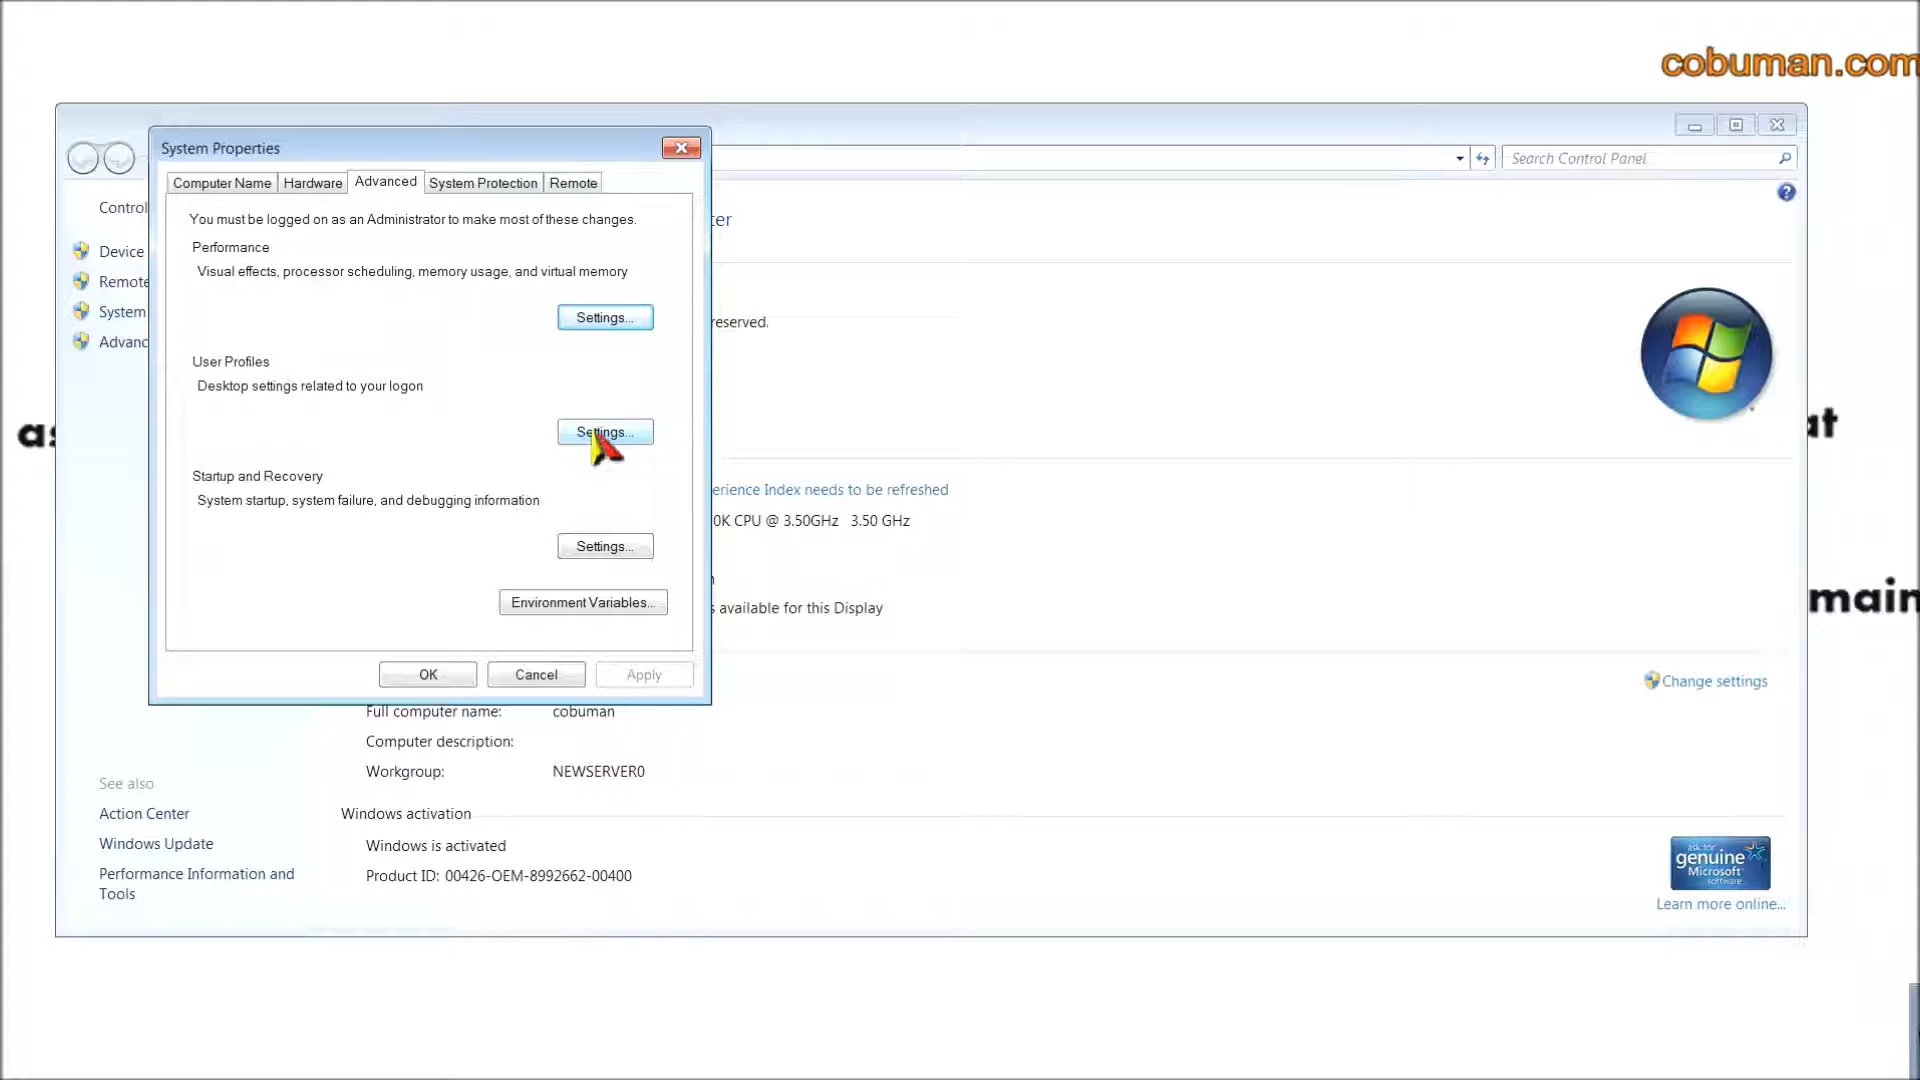 cobuman.com
System Properties
Search Control Panel
Computer Name
Hardware
Advanced
System Protection
Remote
Control
You must be logged on as an Administrator to make most of these changes.
ter
Performance
Device
Visual effects, processor scheduling, memory usage, and virtual memory
Remote
System
Settings...
reserved.
Advanc
User Profiles
Desktop settings related to your logon
as
at
Settings...
Startup and Recovery
erience Index needs to be refreshed
System startup, system failure, and debugging information
0K CPU @ 3.50GHz 3.50 GHz
Settings...
Environment Variables...
s available for this Display
main
OK
Cancel
Apply
Change settings
Full computer name: cobuman
Computer description:
Workgroup: NEWSERVER0
See also
Action Center
Windows activation
Windows Update
Windows is activated
Performance Information and
Tools
Product ID: 00426-OEM-8992662-00400
ask for
genuine
Microsoft
software
Learn more online...